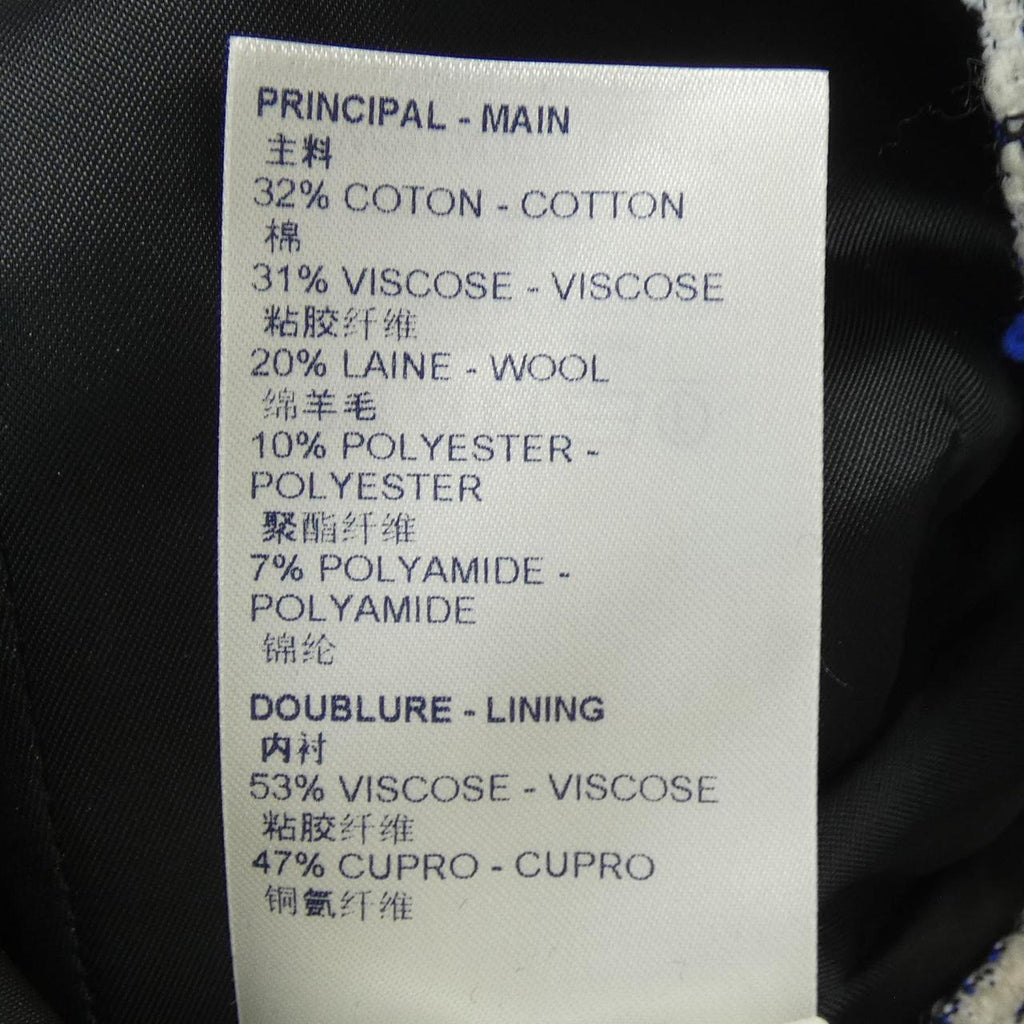 PRINCIPAL - MAIN
主料
32% COTON - COTTON
棉
31% VISCOSE - VISCOSE
粘胶纤维
20% LAINE - WOOL
绵羊毛
10% POLYESTER -
POLYESTER
聚酯纤维
7% POLYAMIDE -
POLYAMIDE
锦纶
DOUBLURE - LINING
内衬
53% VISCOSE - VISCOSE
粘胶纤维
47% CUPRO - CUPRO
铜氨纤维